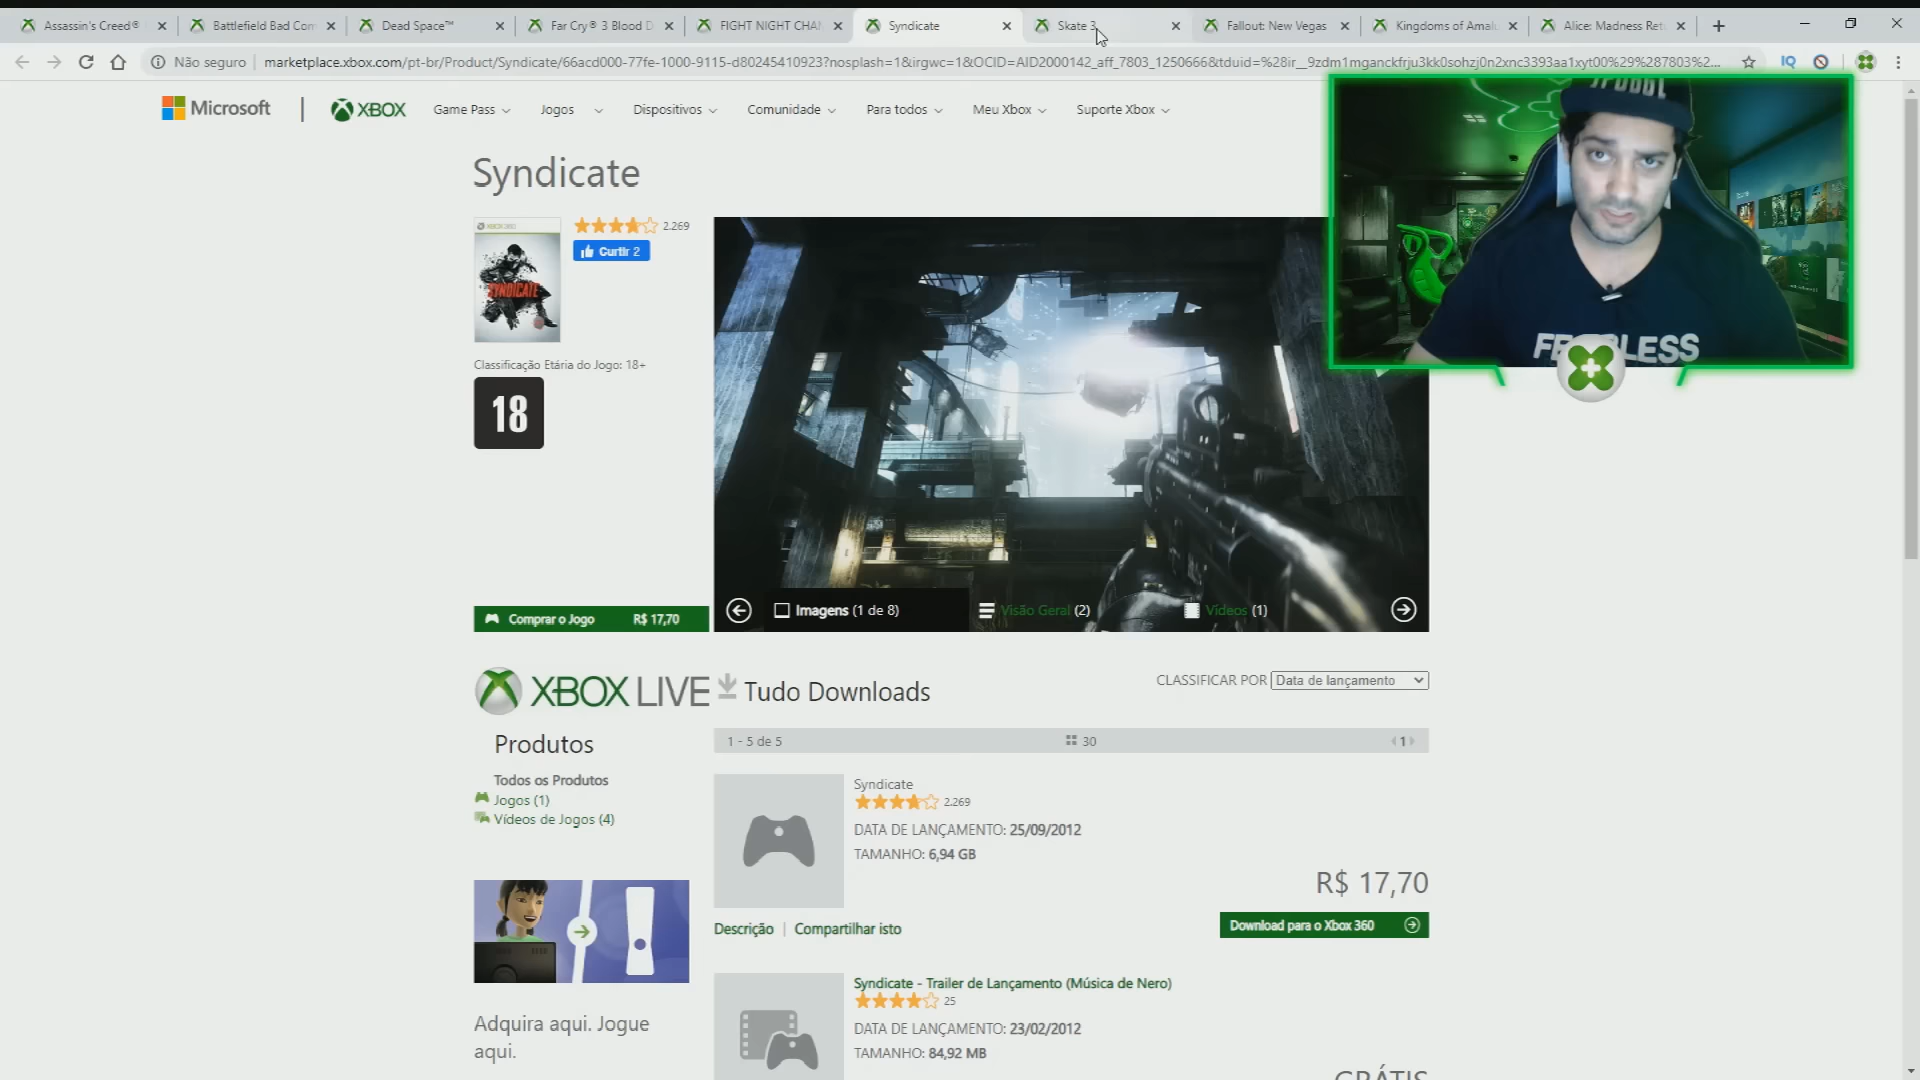 Assassin's Creed®
Battlefield Bad Com
Dead Space™
Far Cry® 3 Blood D
FIGHT NIGHT CHA
Syndicate
Skate 3
Fallout: New Vegas
Kingdoms of Amal
Alice: Madness Ret
Não seguro
marketplace.xbox.com/pt-br/Product/Syndicate/66acd000-77fe-1000-9115-d80245410923?nosplash=1&irgwc=1&OCID=AID2000142_aff_7803_1250666&tduid=%28ir__9zdm1mganckfrju3kk0sohzj0n2xnc3393aa1xyt00%29%287803%2...
IQ
Microsoft
XBOX
Game Pass
Jogos
Dispositivos
Comunidade
Para todos
Meu Xbox
Suporte Xbox
Syndicate
XBOX 360
SYNDICATE
2.269
Curtir 2
Classificação Etária do Jogo: 18+
18
Comprar o Jogo R$ 17,70
Imagens (1 de 8)
Visão Geral (2)
Vídeos (1)
XBOX LIVE
Tudo Downloads
CLASSIFICAR POR Data de lançamento
1 - 5 de 5
30
1
Produtos
Todos os Produtos
Jogos (1)
Vídeos de Jogos (4)
Syndicate
2.269
DATA DE LANÇAMENTO: 25/09/2012
TAMANHO: 6,94 GB
R$ 17,70
Download para o Xbox 360
Descrição | Compartilhar isto
Syndicate - Trailer de Lançamento (Música de Nero)
25
DATA DE LANÇAMENTO: 23/02/2012
TAMANHO: 84,92 MB
GRÁTIS
Adquira aqui. Jogue
aqui.